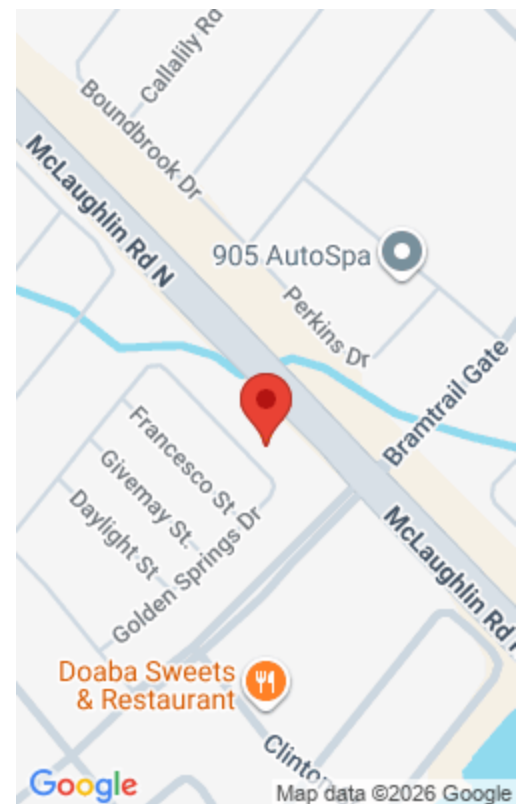 Callalily Rd
Boundbrook Dr
McLaughlin Rd N
905 AutoSpa
Perkins Dr
Bramtrail Gate
Francesco St
Givemay St.
Daylight St
Golden Springs Dr
McLaughlin Rd
Doaba Sweets
& Restaurant
Clinton
Google
Map data ©2026 Google